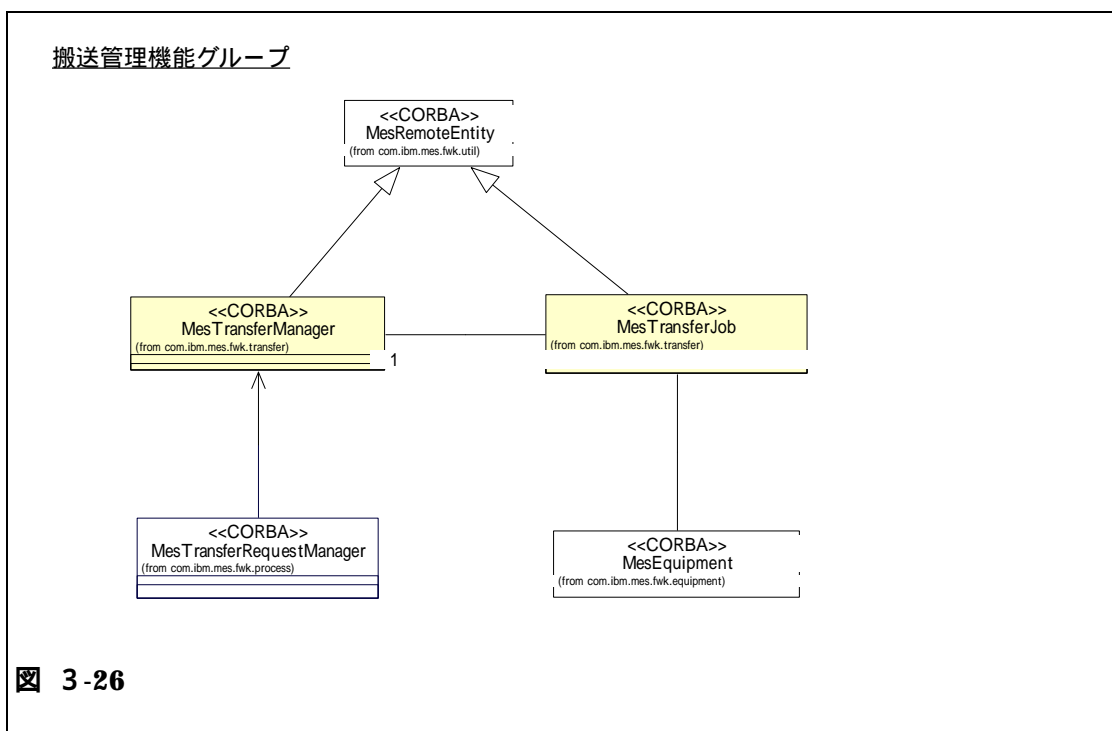 搬送管理機能グループ
<<CORBA>>
MesRemoteEntity
(from com.ibm.mes.fwk.util)
<<CORBA>>
MesTransferManager
(from com.ibm.mes.fwk.transfer)
1
<<CORBA>>
MesTransferJob
(from com.ibm.mes.fwk.transfer)
<<CORBA>>
MesTransferRequestManager
(from com.ibm.mes.fwk.process)
<<CORBA>>
MesEquipment
(from com.ibm.mes.fwk.equipment)
図 3-26